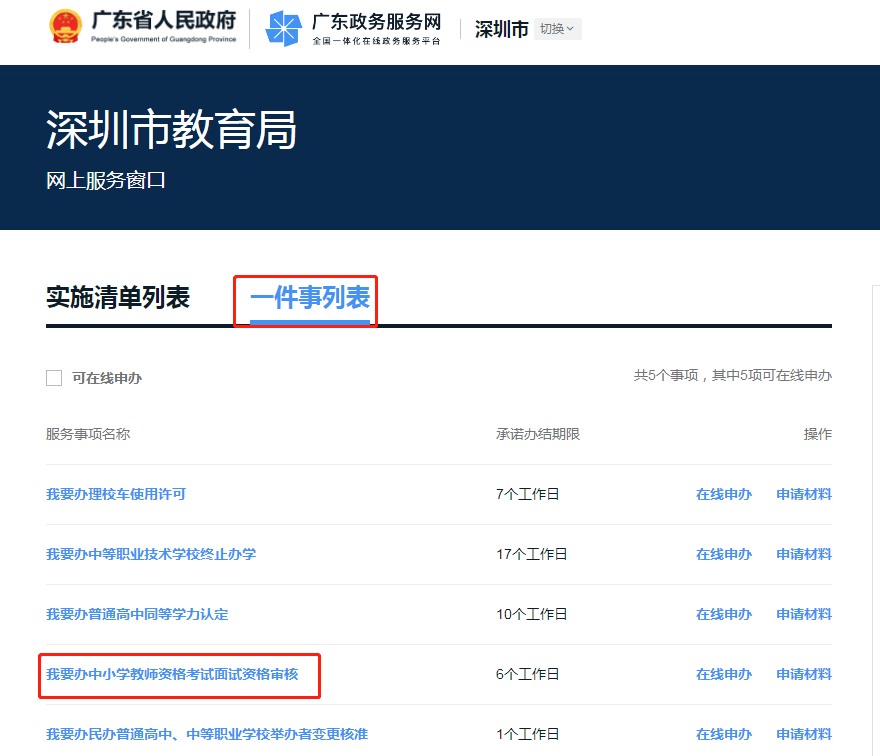 广东省人民政府
People's Government of Guangdong Province
广东政务服务网
全国一体化在线政务服务平台
深圳市 切换
深圳市教育局
网上服务窗口
实施清单列表 一件事列表
可在线申办 共5个事项，其中5项可在线申办
服务事项名称 承诺办结期限 操作
我要办理校车使用许可 7个工作日 在线申办 申请材料
我要办中等职业技术学校终止办学 17个工作日 在线申办 申请材料
我要办普通高中同等学力认定 10个工作日 在线申办 申请材料
我要办中小学教师资格考试面试资格审核 6个工作日 在线申办 申请材料
我要办民办普通高中、中等职业学校举办者变更核准 1个工作日 在线申办 申请材料